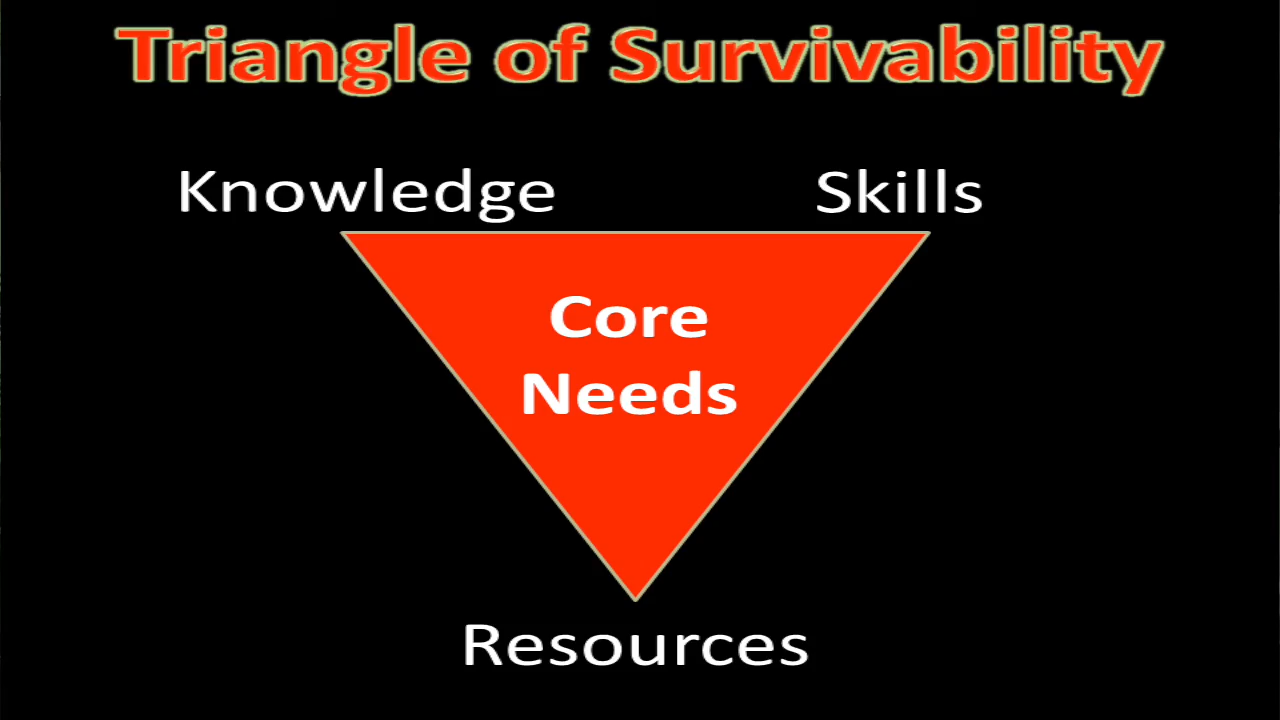 Triangle of Survivability
Knowledge Skills
Core
Needs
Resources